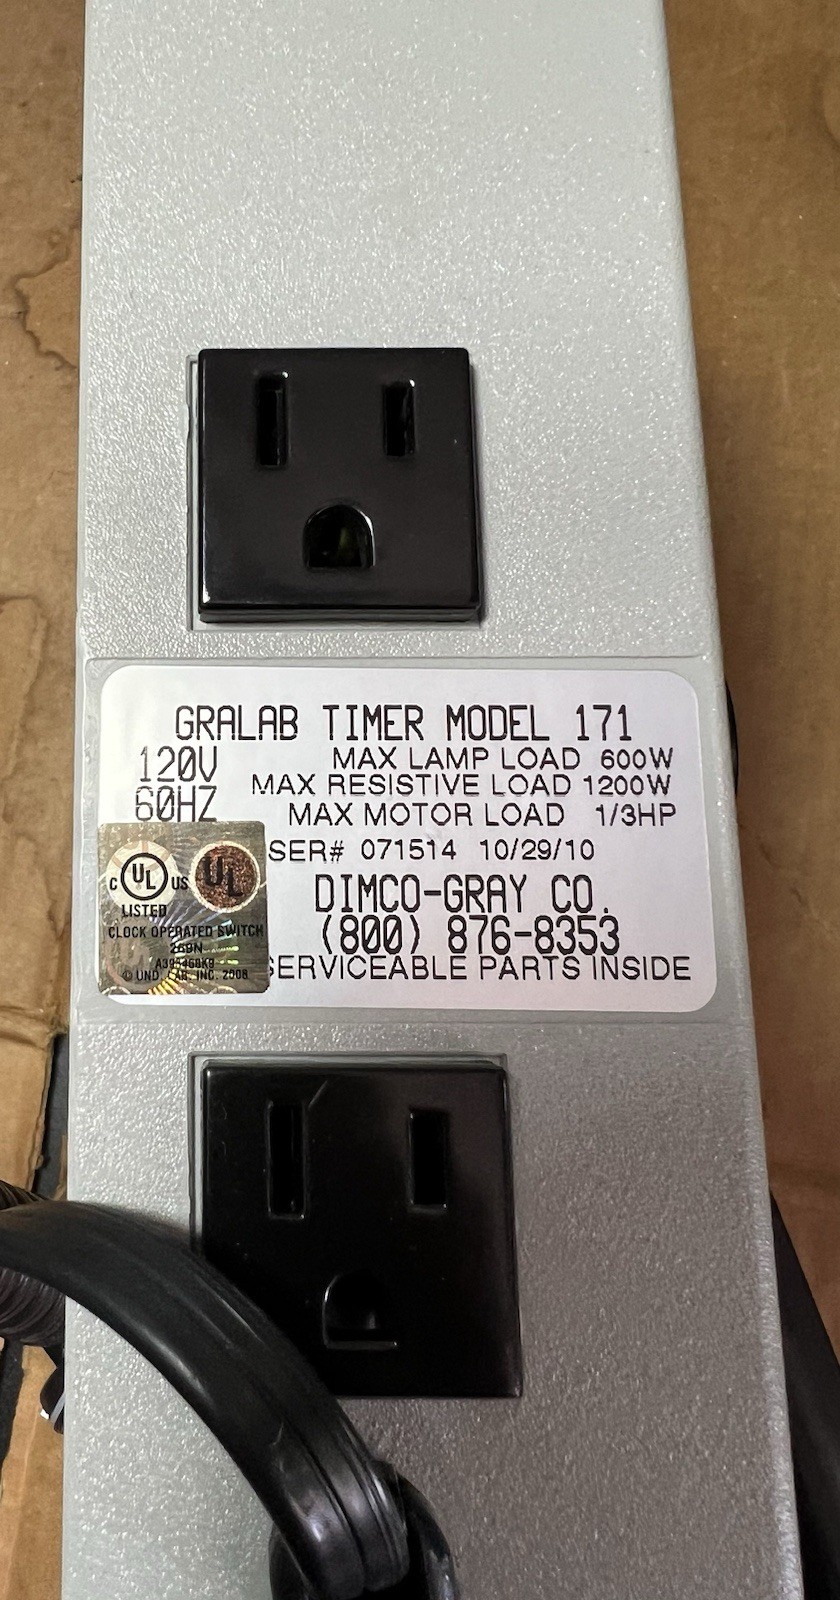 GRALAB TIMER MODEL 171
120V MAX LAMP LOAD 600W
60HZ MAX RESISTIVE LOAD 1200W
MAX MOTOR LOAD 1/3HP
SER# 071514 10/29/10
DIMCO-GRAY CO.
(800) 876-8353
SERVICEABLE PARTS INSIDE
C UL US UL
LISTED
CLOCK OPERATED SWITCH
269N
© UND. LAB. INC. 2008